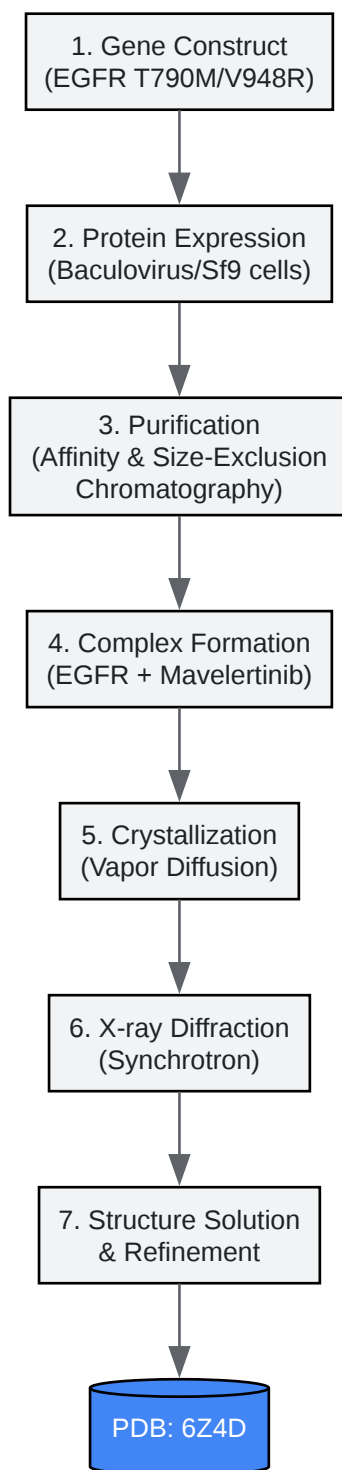 1. Gene Construct
(EGFR T790M/V948R)
2. Protein Expression
(Baculovirus/Sf9 cells)
3. Purification
(Affinity & Size-Exclusion
Chromatography)
4. Complex Formation
(EGFR + Mavelertinib)
5. Crystallization
(Vapor Diffusion)
6. X-ray Diffraction
(Synchrotron)
7. Structure Solution
& Refinement
PDB: 6Z4D